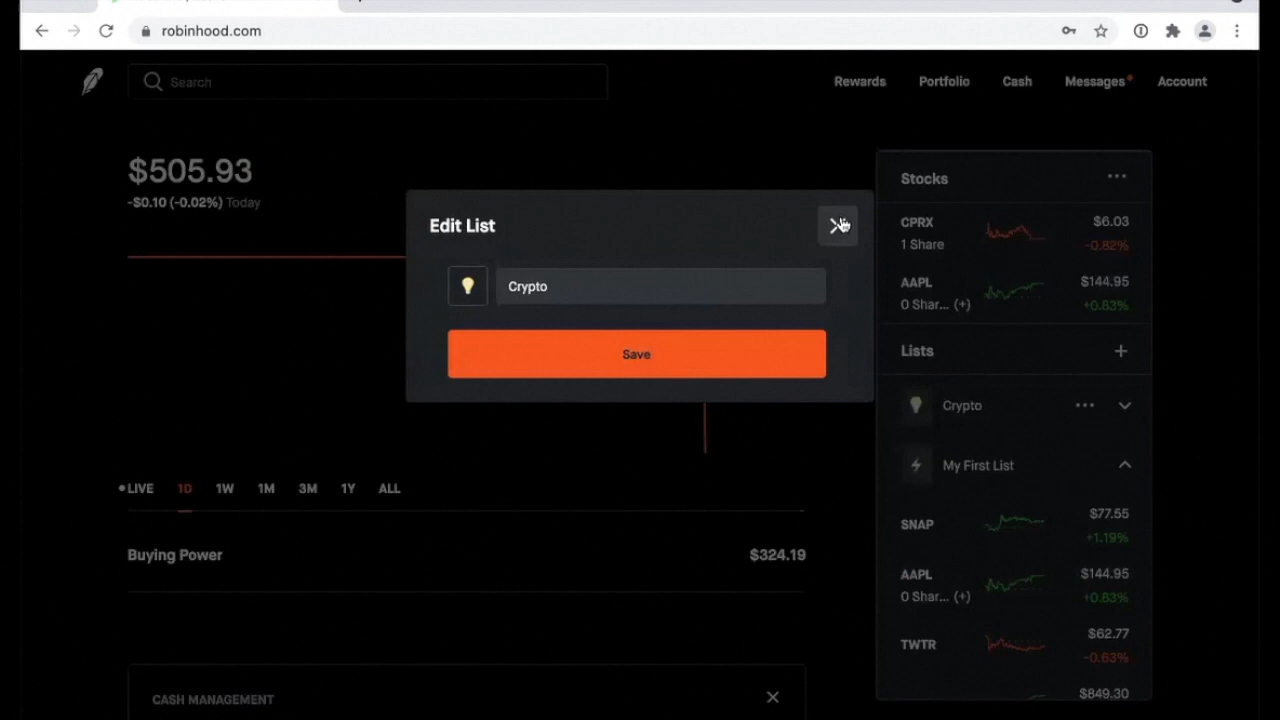 robinhood.com
Search
Rewards
Portfolio
Cash
Messages
Account
$505.93
-$0.10 (-0.02%) Today
Edit List
Crypto
Save
LIVE 1D 1W 1M 3M 1Y ALL
Buying Power $324.19
CASH MANAGEMENT
Stocks
CPRX $6.03
1 Share -0.82%
AAPL $144.95
0 Shar... (+) +0.83%
Lists
Crypto
My First List
SNAP $77.55
+1.19%
AAPL $144.95
0 Shar... (+) +0.83%
TWTR $62.77
-0.63%
$849.30